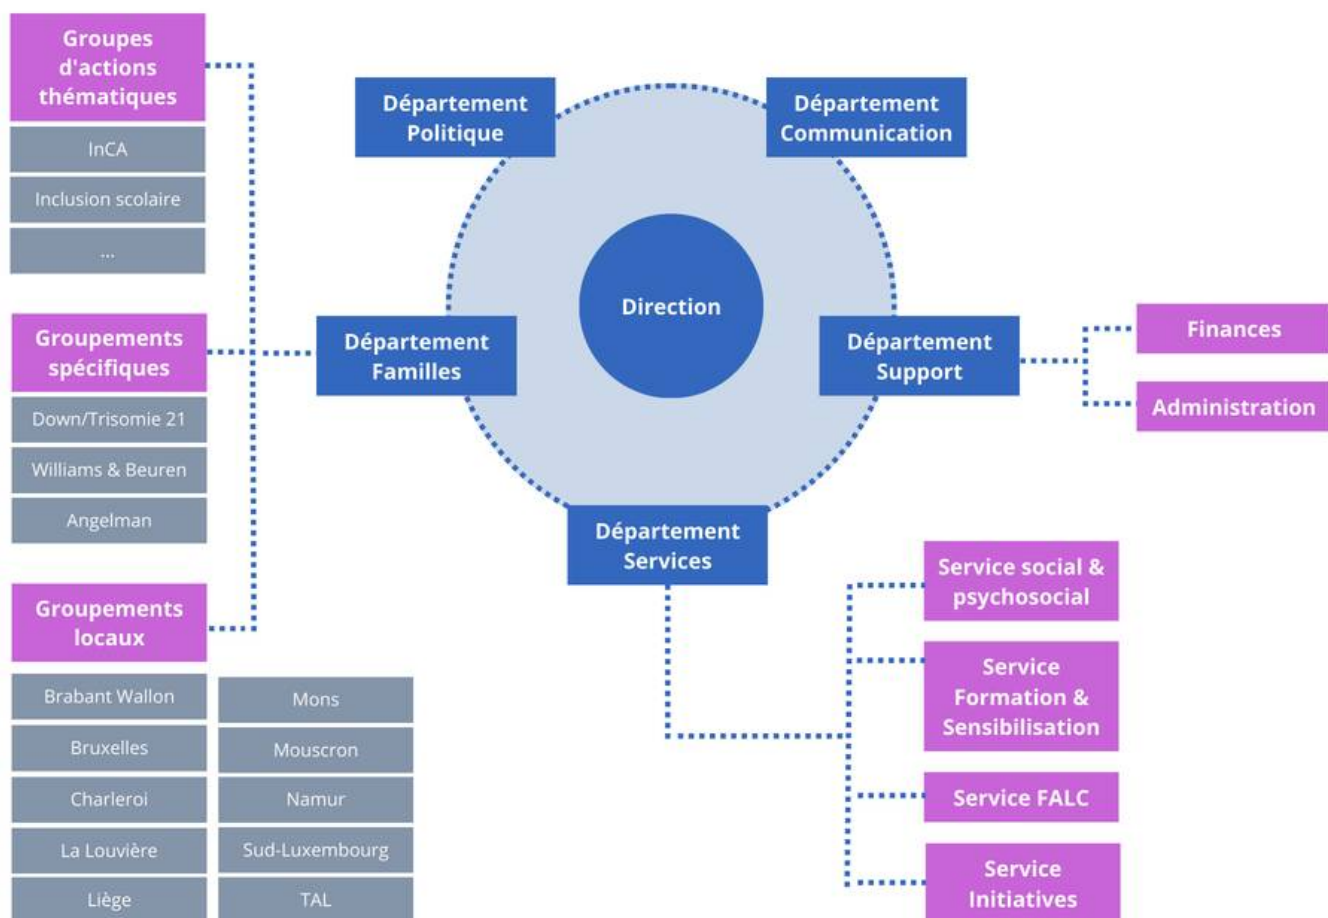 Groupes
d'actions
thématiques
InCA
Inclusion scolaire
...
Groupements
spécifiques
Down/Trisomie 21
Williams & Beuren
Angelman
Groupements
locaux
Brabant Wallon
Bruxelles
Charleroi
La Louvière
Liège
Mons
Mouscron
Namur
Sud-Luxembourg
TAL
Département
Politique
Département
Communication
Direction
Département
Familles
Département
Support
Département
Services
Finances
Administration
Service social &
psychosocial
Service
Formation &
Sensibilisation
Service FALC
Service
Initiatives